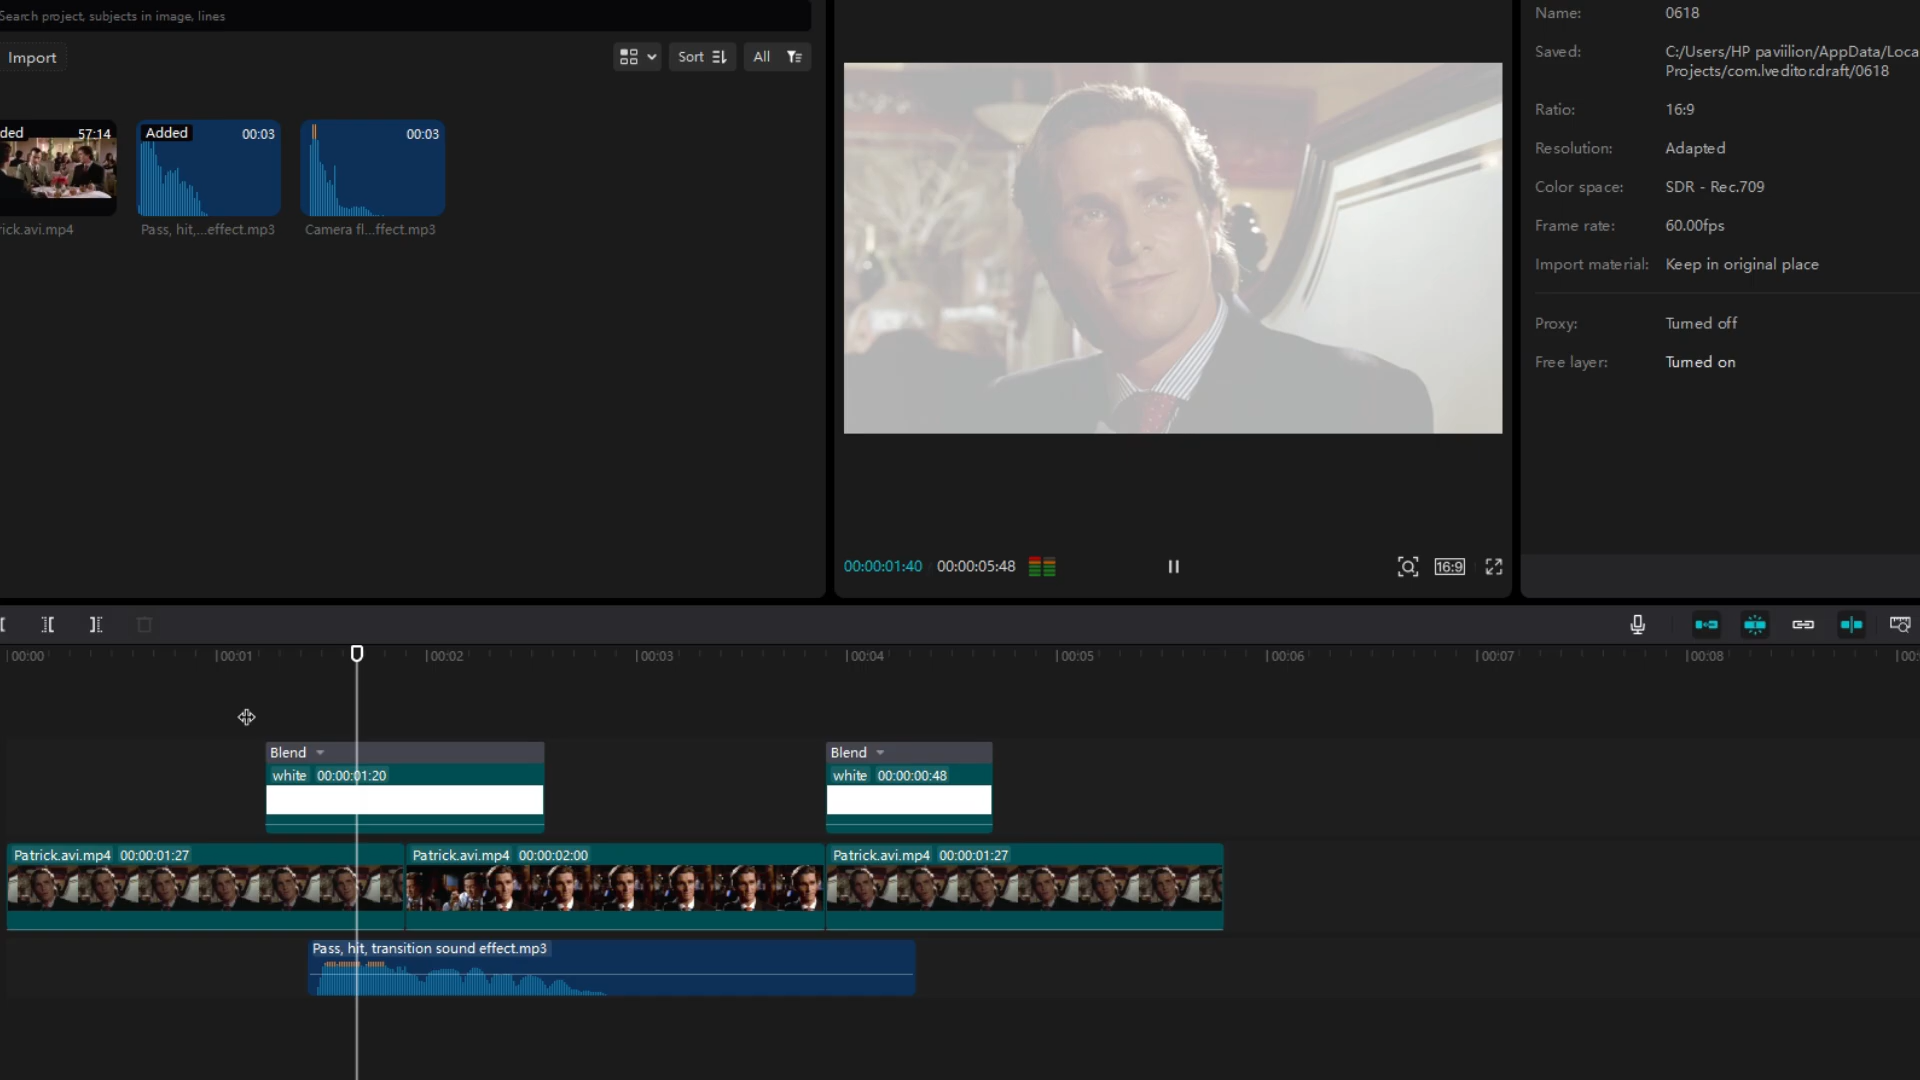 Search project, subjects in image, lines
Import
Sort
All
57:14
Added
00:03
00:03
Pass, hit,...effect.mp3
Camera fl...ffect.mp3
00:00:01:40
00:00:05:48
16:9
Name: 0618
Saved: C:/Users/HP paviilion/AppData/Loca
Projects/com.lveditor.draft/0618
Ratio: 16:9
Resolution: Adapted
Color space: SDR - Rec.709
Frame rate: 60.00fps
Import material: Keep in original place
Proxy: Turned off
Free layer: Turned on
00:00 00:01 00:02 00:03 00:04 00:05 00:06 00:07 00:08
Blend
white 00:00:01:20
Blend
white 00:00:00:48
Patrick.avi.mp4 00:00:01:27
Patrick.avi.mp4 00:00:02:00
Patrick.avi.mp4 00:00:01:27
Pass, hit, transition sound effect.mp3